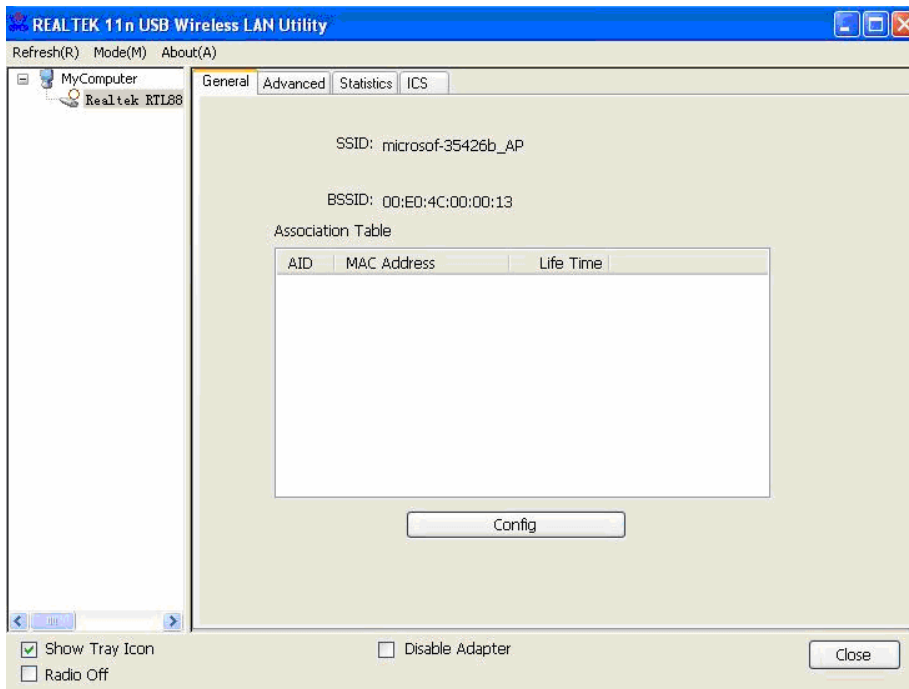 REALTEK 11n USB Wireless LAN Utility
Refresh(R) Mode(M) About(A)
MyComputer
Realtek RTL88
General Advanced Statistics ICS
SSID: microsof-35426b_AP
BSSID: 00:E0:4C:00:00:13
Association Table
AID MAC Address Life Time
Config
Show Tray Icon
Disable Adapter
Radio Off
Close